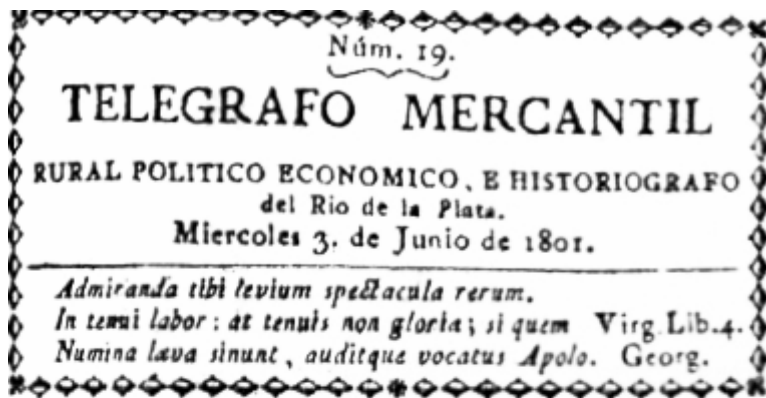 Núm. 19.
TELEGRAFO MERCANTIL
RURAL POLITICO ECONOMICO, E HISTORIOGRAFO
del Rio de la Plata.
Miercoles 3. de Junio de 1801.
Admiranda tibi levium spectacula rerum.
In tenui labor: at tenuis non gloria; si quem Virg. Lib. 4.
Numina læva sinunt, auditque vocatus Apolo. Georg.